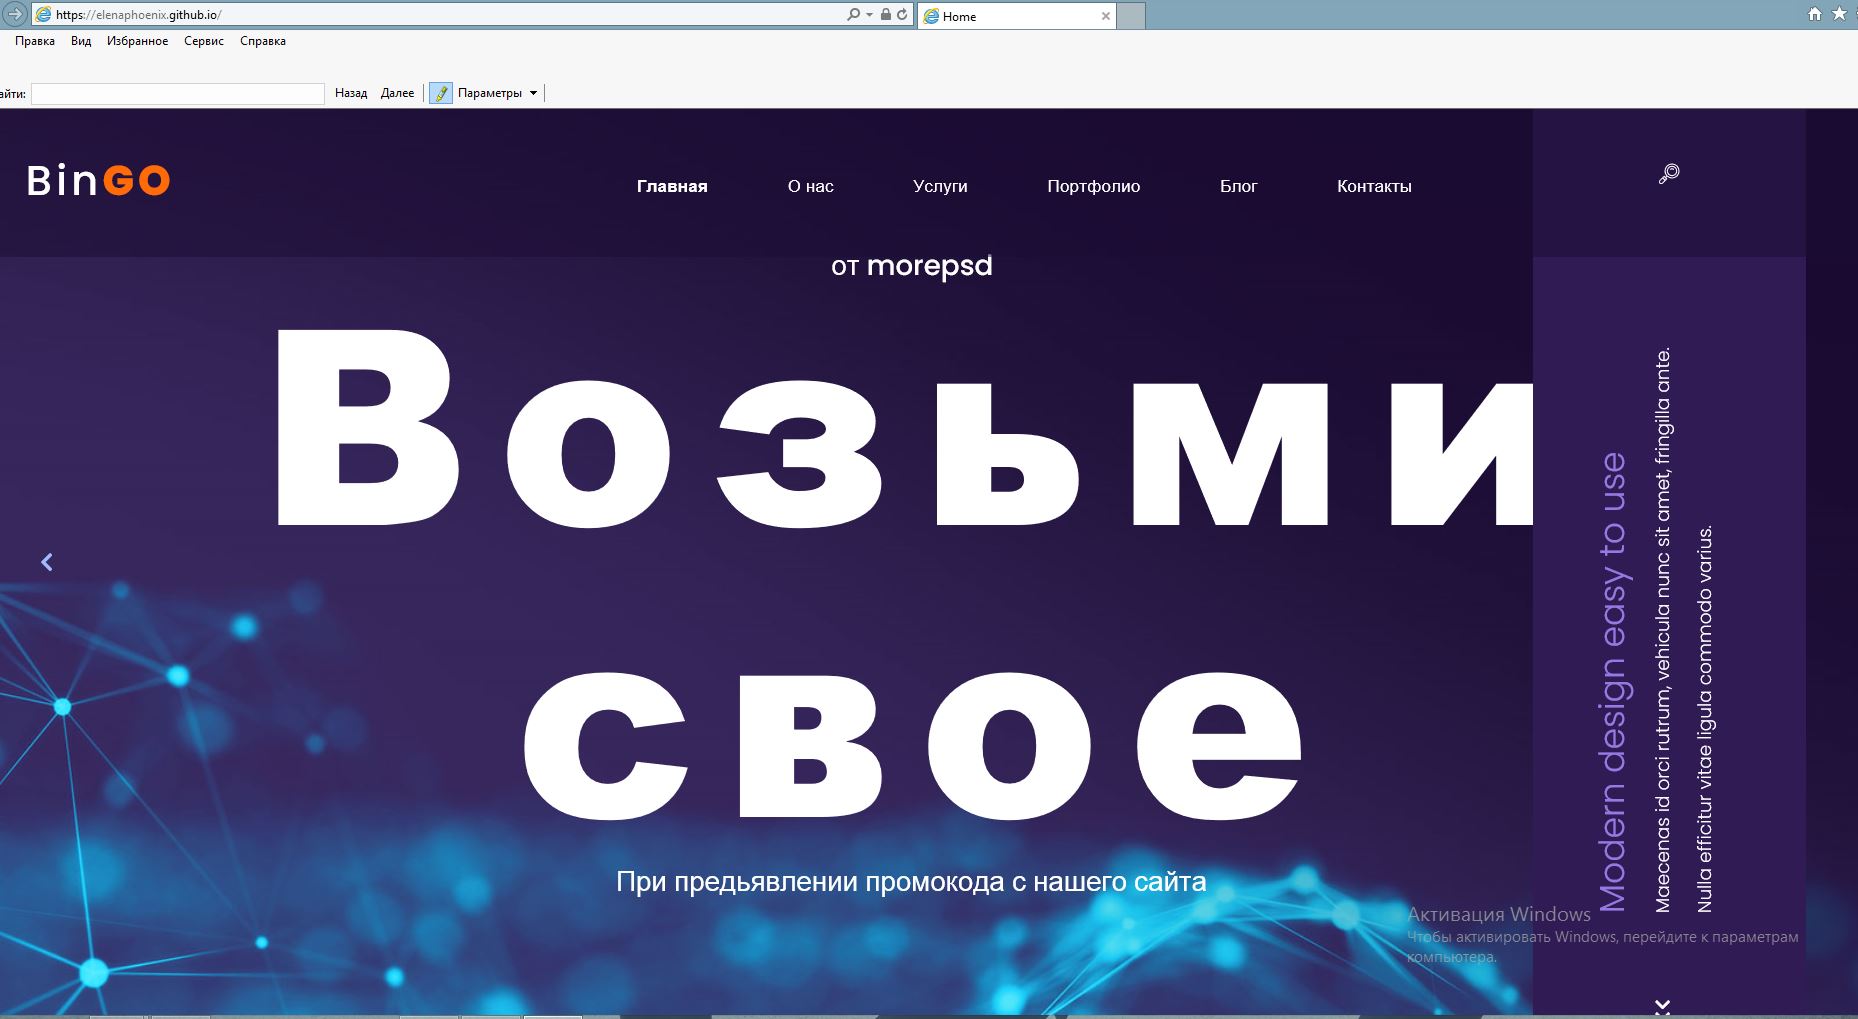 https://elenaphoenix.github.io/
Home
Правка Вид Избранное Сервис Справка
айти:
Назад Далее Параметры
BinGO
Главная О нас Услуги Портфолио Блог Контакты
от morepsd
Возьми
свое
При предьявлении промокода с нашего сайта
Modern design easy to use
Maecenas id orci rutrum, vehicula nunc sit amet, fringilla ante.
Nulla efficitur vitae ligula commodo varius.
Активация Windows
Чтобы активировать Windows, перейдите к параметрам
компьютера.